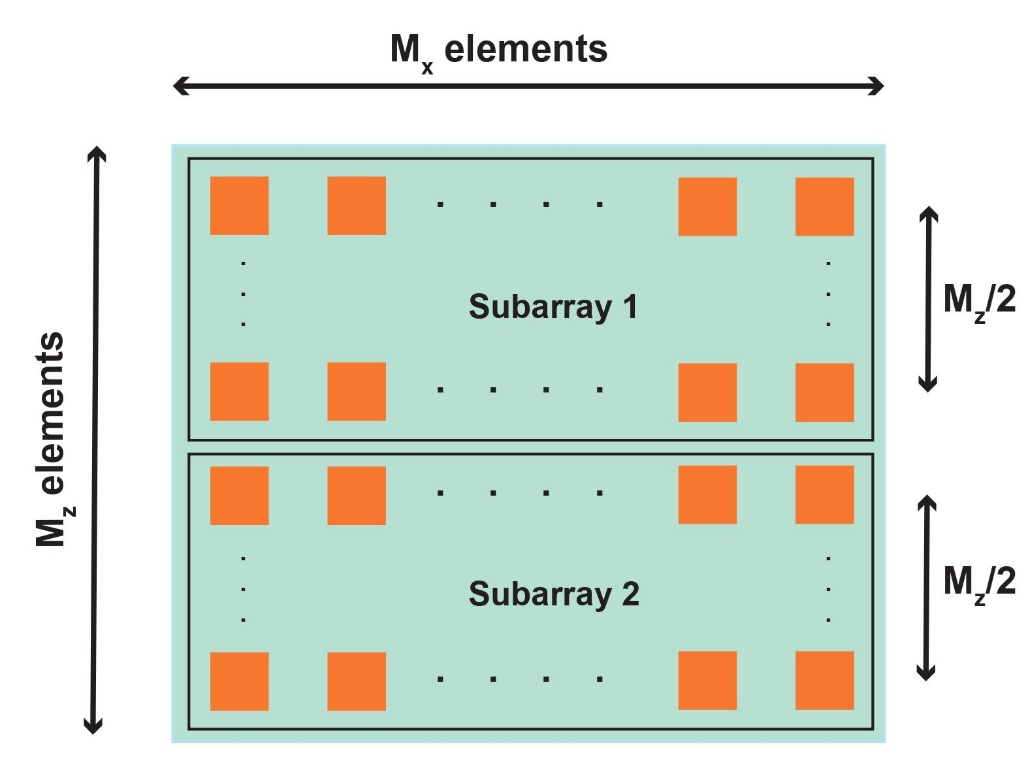 Mx elements
Mz elements
Subarray 1
Mz/2
Subarray 2
Mz/2